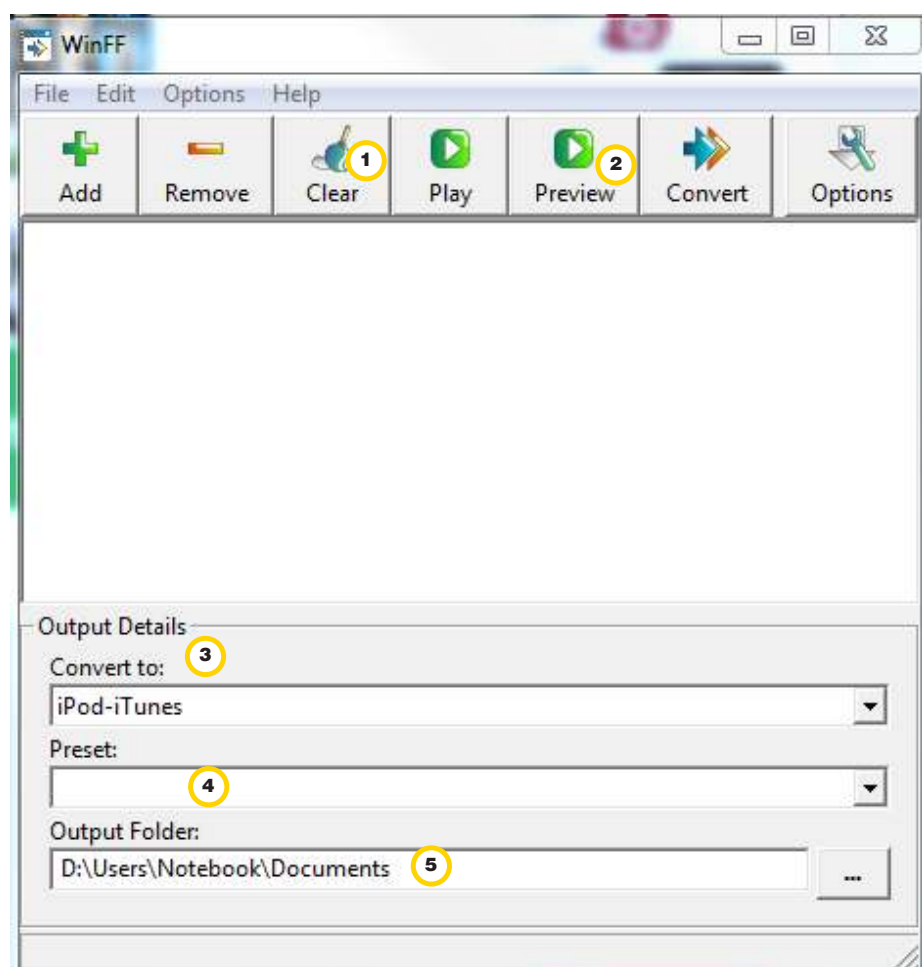 WinFF
File Edit Options Help
1 2
Add Remove Clear Play Preview Convert Options
Output Details
3
Convert to:
iPod-iTunes
Preset:
4
Output Folder:
D:\Users\Notebook\Documents 5 ...